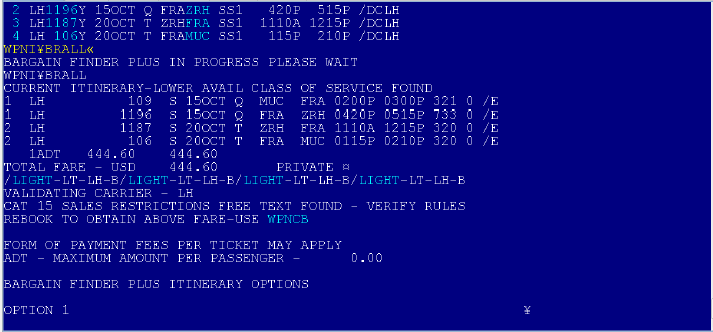 2 LH1196Y 15OCT Q FRAZRH SS1   420P  515P /DCLH
3 LH1187Y 20OCT T ZRHFRA SS1  1110A 1215P /DCLH
4 LH 106Y 20OCT T FRAMUC SS1   115P  210P /DCLH
WPNI¥BRALL«
BARGAIN FINDER PLUS IN PROGRESS PLEASE WAIT
WPNI¥BRALL
CURRENT ITINERARY-LOWER AVAIL CLASS OF SERVICE FOUND
1  LH         109  S 15OCT Q  MUC  FRA 0200P 0300P 321 0 /E
1  LH        1196  S 15OCT Q  FRA  ZRH 0420P 0515P 733 0 /E
2  LH        1187  S 20OCT T  ZRH  FRA 1110A 1215P 320 0 /E
2  LH         106  S 20OCT T  FRA  MUC 0115P 0210P 320 0 /E
1ADT   444.60    444.60
TOTAL FARE - USD    444.60       PRIVATE ¤
/LIGHT-LT-LH-B/LIGHT-LT-LH-B/LIGHT-LT-LH-B/LIGHT-LT-LH-B
VALIDATING CARRIER - LH
CAT 15 SALES RESTRICTIONS FREE TEXT FOUND - VERIFY RULES
REBOOK TO OBTAIN ABOVE FARE-USE WPNCB
FORM OF PAYMENT FEES PER TICKET MAY APPLY
ADT - MAXIMUM AMOUNT PER PASSENGER -      0.00
BARGAIN FINDER PLUS ITINERARY OPTIONS
OPTION 1 ¥